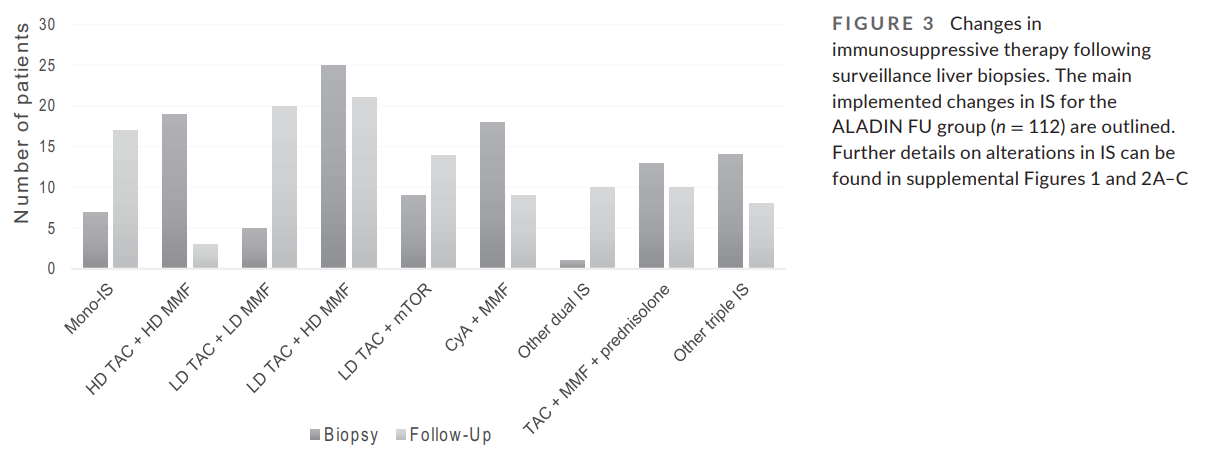 Number of patients
30
25
20
15
10
5
0
Mono-IS
HD TAC + HD MMF
LD TAC + LD MMF
LD TAC + HD MMF
LD TAC + mTOR
CyA + MMF
Other dual IS
TAC + MMF + prednisolone
Other triple IS
Biopsy Follow-Up
FIGURE 3 Changes in
immunosuppressive therapy following
surveillance liver biopsies. The main
implemented changes in IS for the
ALADIN FU group (n = 112) are outlined.
Further details on alterations in IS can be
found in supplemental Figures 1 and 2A–C